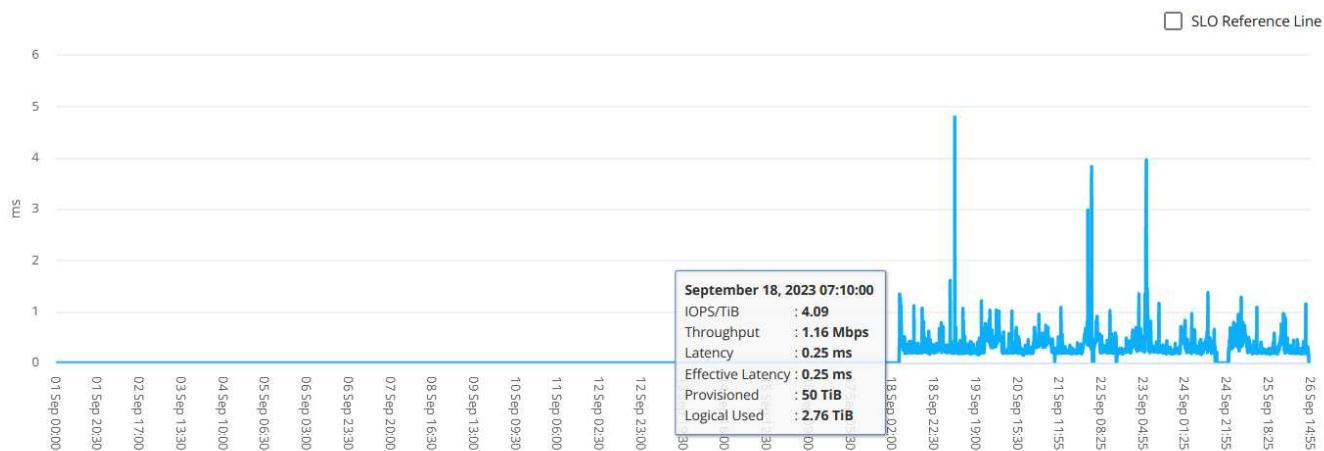 SLO Reference Line
6
5
4
3
2
1
0
ms
September 18, 2023 07:10:00
IOPS/TiB : 4.09
Throughput : 1.16 Mbps
Latency : 0.25 ms
Effective Latency : 0.25 ms
Provisioned : 50 TiB
Logical Used : 2.76 TiB
01 Sep 00:00
01 Sep 20:30
02 Sep 17:00
03 Sep 13:30
04 Sep 10:00
05 Sep 06:30
06 Sep 03:00
06 Sep 23:30
07 Sep 20:00
08 Sep 16:30
09 Sep 13:00
10 Sep 09:30
11 Sep 06:00
12 Sep 02:30
12 Sep 23:00
18 Sep 02:00
18 Sep 22:30
19 Sep 19:00
20 Sep 15:30
21 Sep 11:55
22 Sep 08:25
23 Sep 04:55
24 Sep 01:25
24 Sep 21:55
25 Sep 18:25
26 Sep 14:55